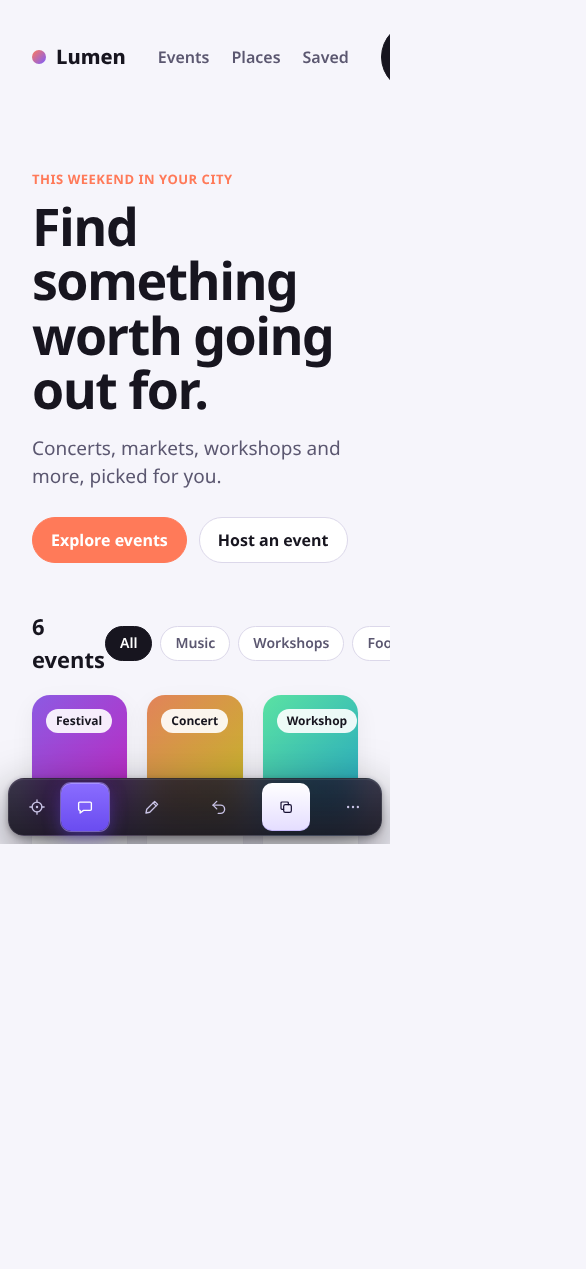 Lumen
Events
Places
Saved
THIS WEEKEND IN YOUR CITY
Find
something
worth going
out for.
Concerts, markets, workshops and
more, picked for you.
Explore events
Host an event
6
events
All
Music
Workshops
Foo
Festival
Concert
Workshop